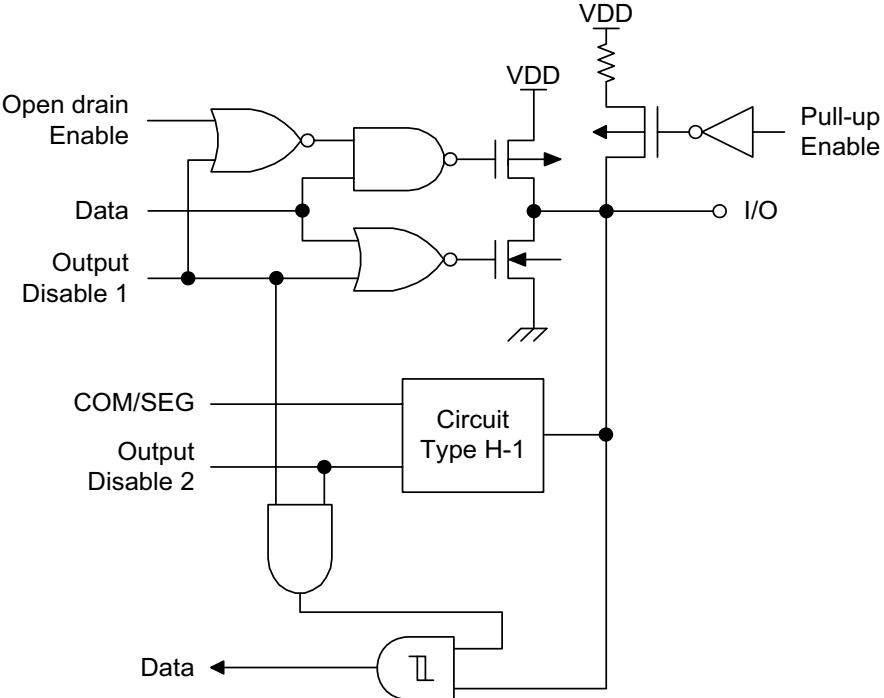 VDD
VDD
Open drain
Enable
Pull-up
Enable
Data
I/O
Output
Disable 1
COM/SEG
Circuit
Type H-1
Output
Disable 2
Data